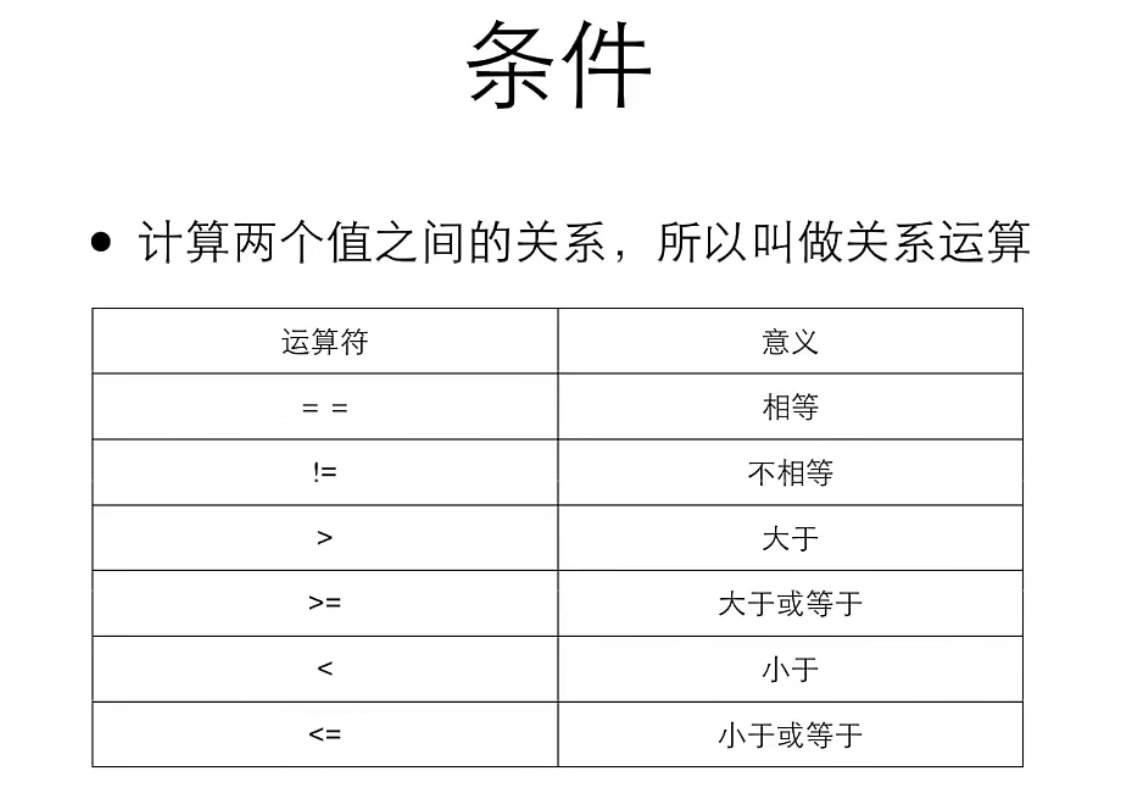 条件
• 计算两个值之间的关系，所以叫做关系运算
运算符 意义
= = 相等
!= 不相等
> 大于
>= 大于或等于
< 小于
<= 小于或等于